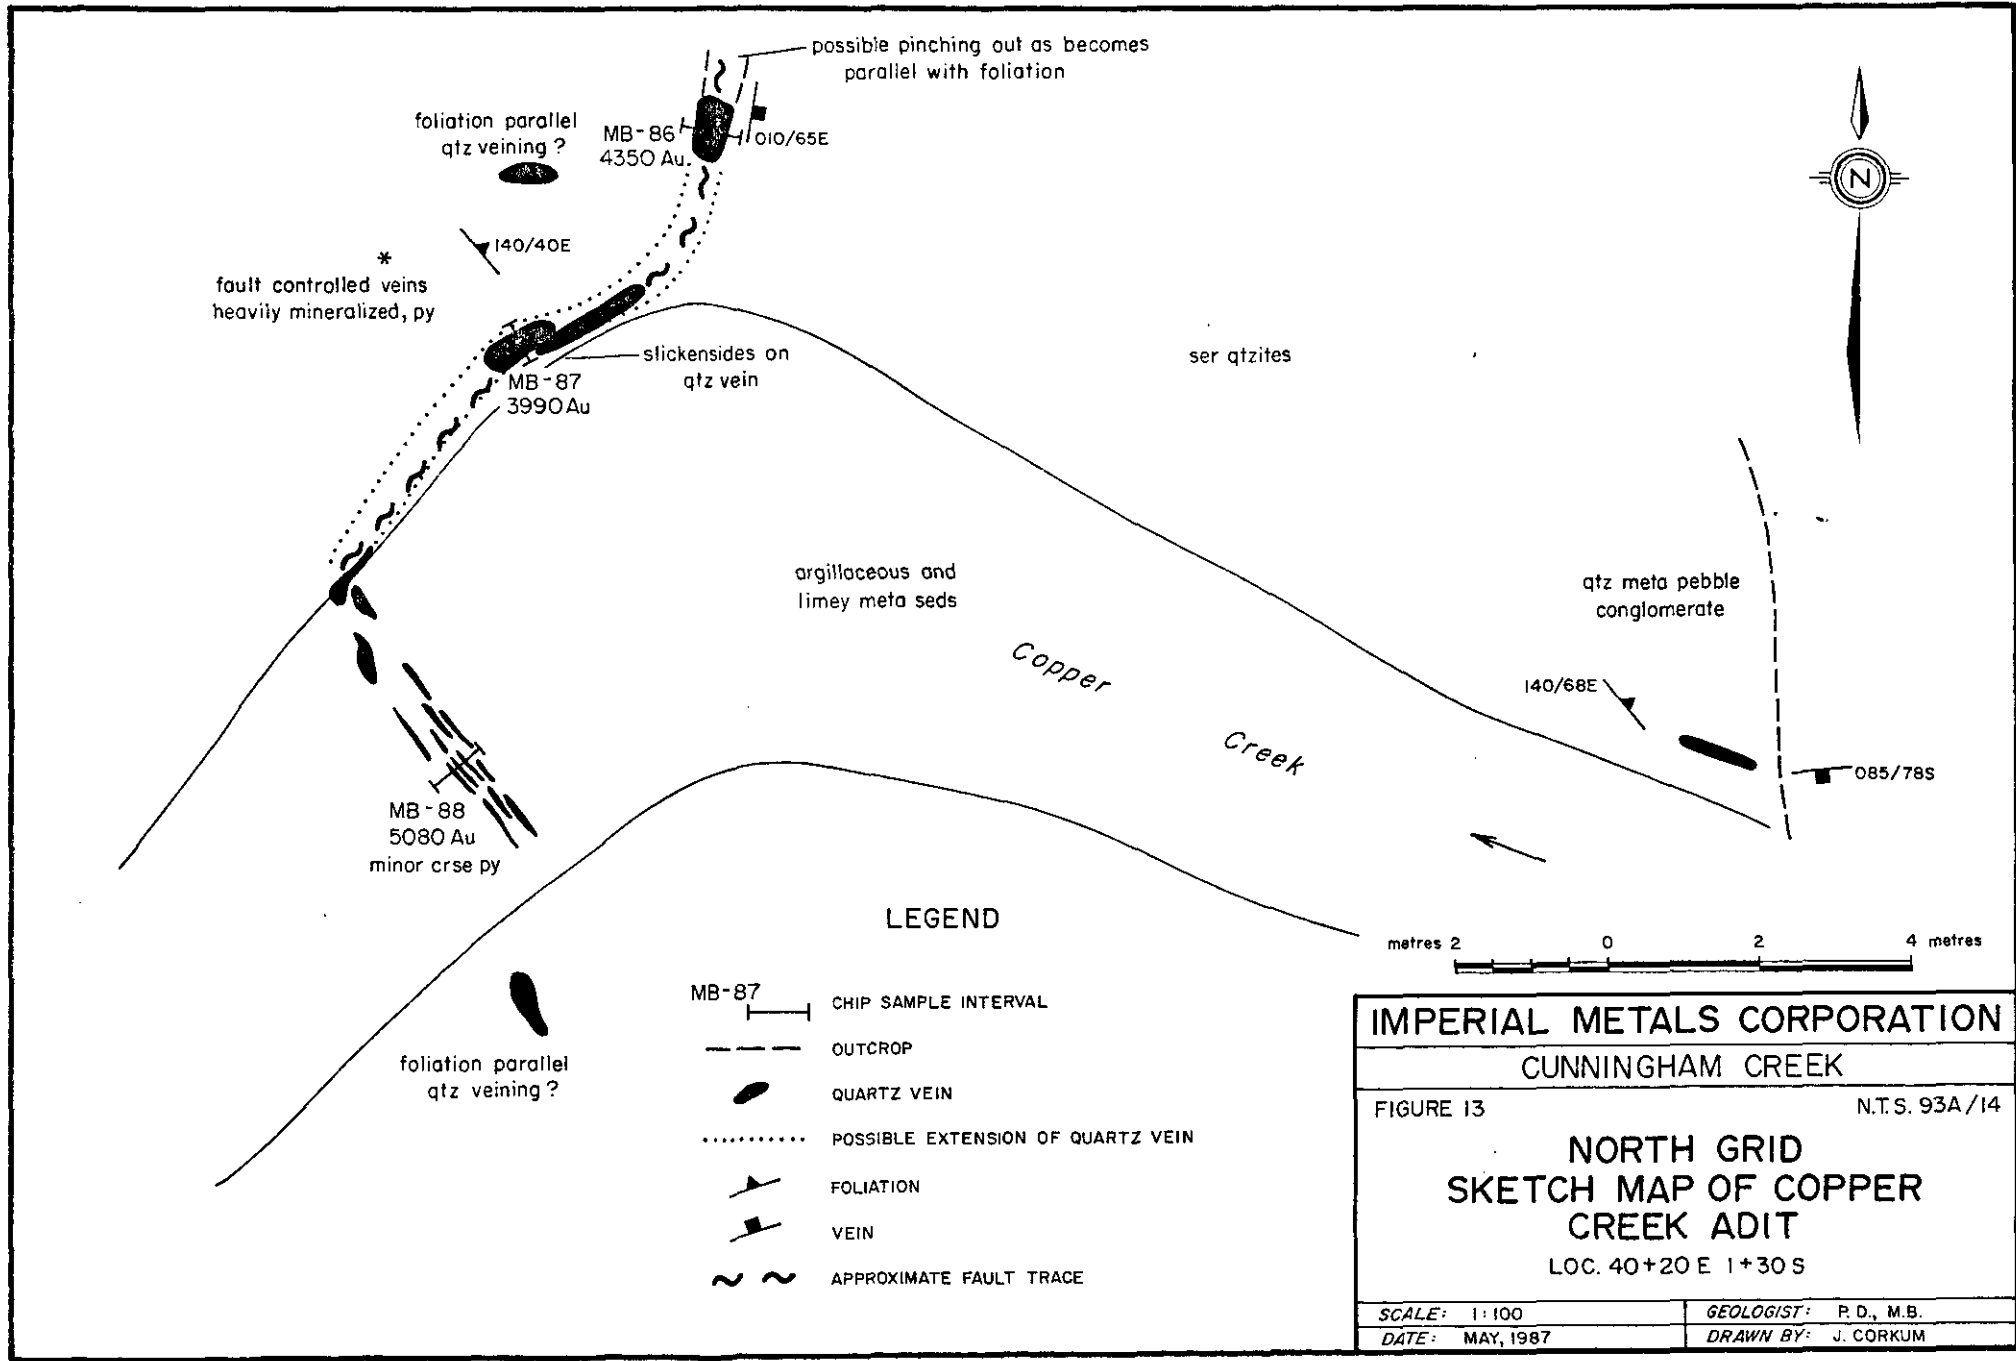 possible pinching out as becomes
parallel with foliation
foliation parallel
qtz veining ?
MB-86
4350 Au.
010/65E
N
140/40E
*
fault controlled veins
heavily mineralized, py
slickensides on
qtz vein
MB-87
3990 Au
ser qtzites
argillaceous and
limey meta seds
qtz meta pebble
conglomerate
Copper
Creek
140/68E
085/78S
MB-88
5080 Au
minor crse py
foliation parallel
qtz veining ?
LEGEND
MB-87
CHIP SAMPLE INTERVAL
OUTCROP
QUARTZ VEIN
POSSIBLE EXTENSION OF QUARTZ VEIN
FOLIATION
VEIN
APPROXIMATE FAULT TRACE
metres 2 0 2 4 metres
IMPERIAL METALS CORPORATION
CUNNINGHAM CREEK
FIGURE 13 N.T.S. 93A/14
NORTH GRID
SKETCH MAP OF COPPER
CREEK ADIT
LOC. 40+20 E 1+30 S
SCALE: 1:100 GEOLOGIST: P. D., M.B.
DATE: MAY, 1987 DRAWN BY: J. CORKUM